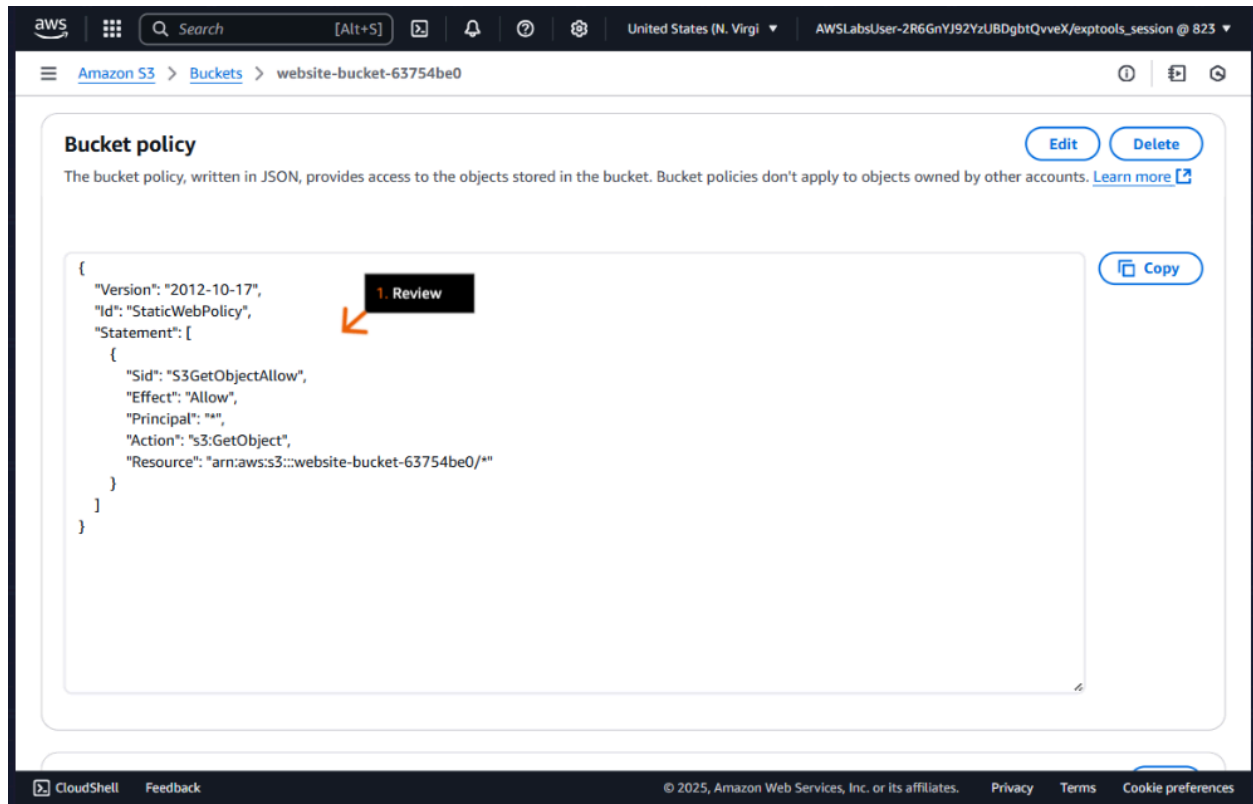 aws
Search [Alt+S]
United States (N. Virgi
AWSLabsUser-2R6GnYJ92YzUBDgbtQvveX/exptools_session @ 823
Amazon S3 > Buckets > website-bucket-63754be0
Bucket policy
Edit
Delete
The bucket policy, written in JSON, provides access to the objects stored in the bucket. Bucket policies don't apply to objects owned by other accounts. Learn more
Copy
{
"Version": "2012-10-17",
"Id": "StaticWebPolicy",
"Statement": [
{
"Sid": "S3GetObjectAllow",
"Effect": "Allow",
"Principal": "*",
"Action": "s3:GetObject",
"Resource": "arn:aws:s3:::website-bucket-63754be0/*"
}
]
}
1. Review
CloudShell Feedback
© 2025, Amazon Web Services, Inc. or its affiliates. Privacy Terms Cookie preferences